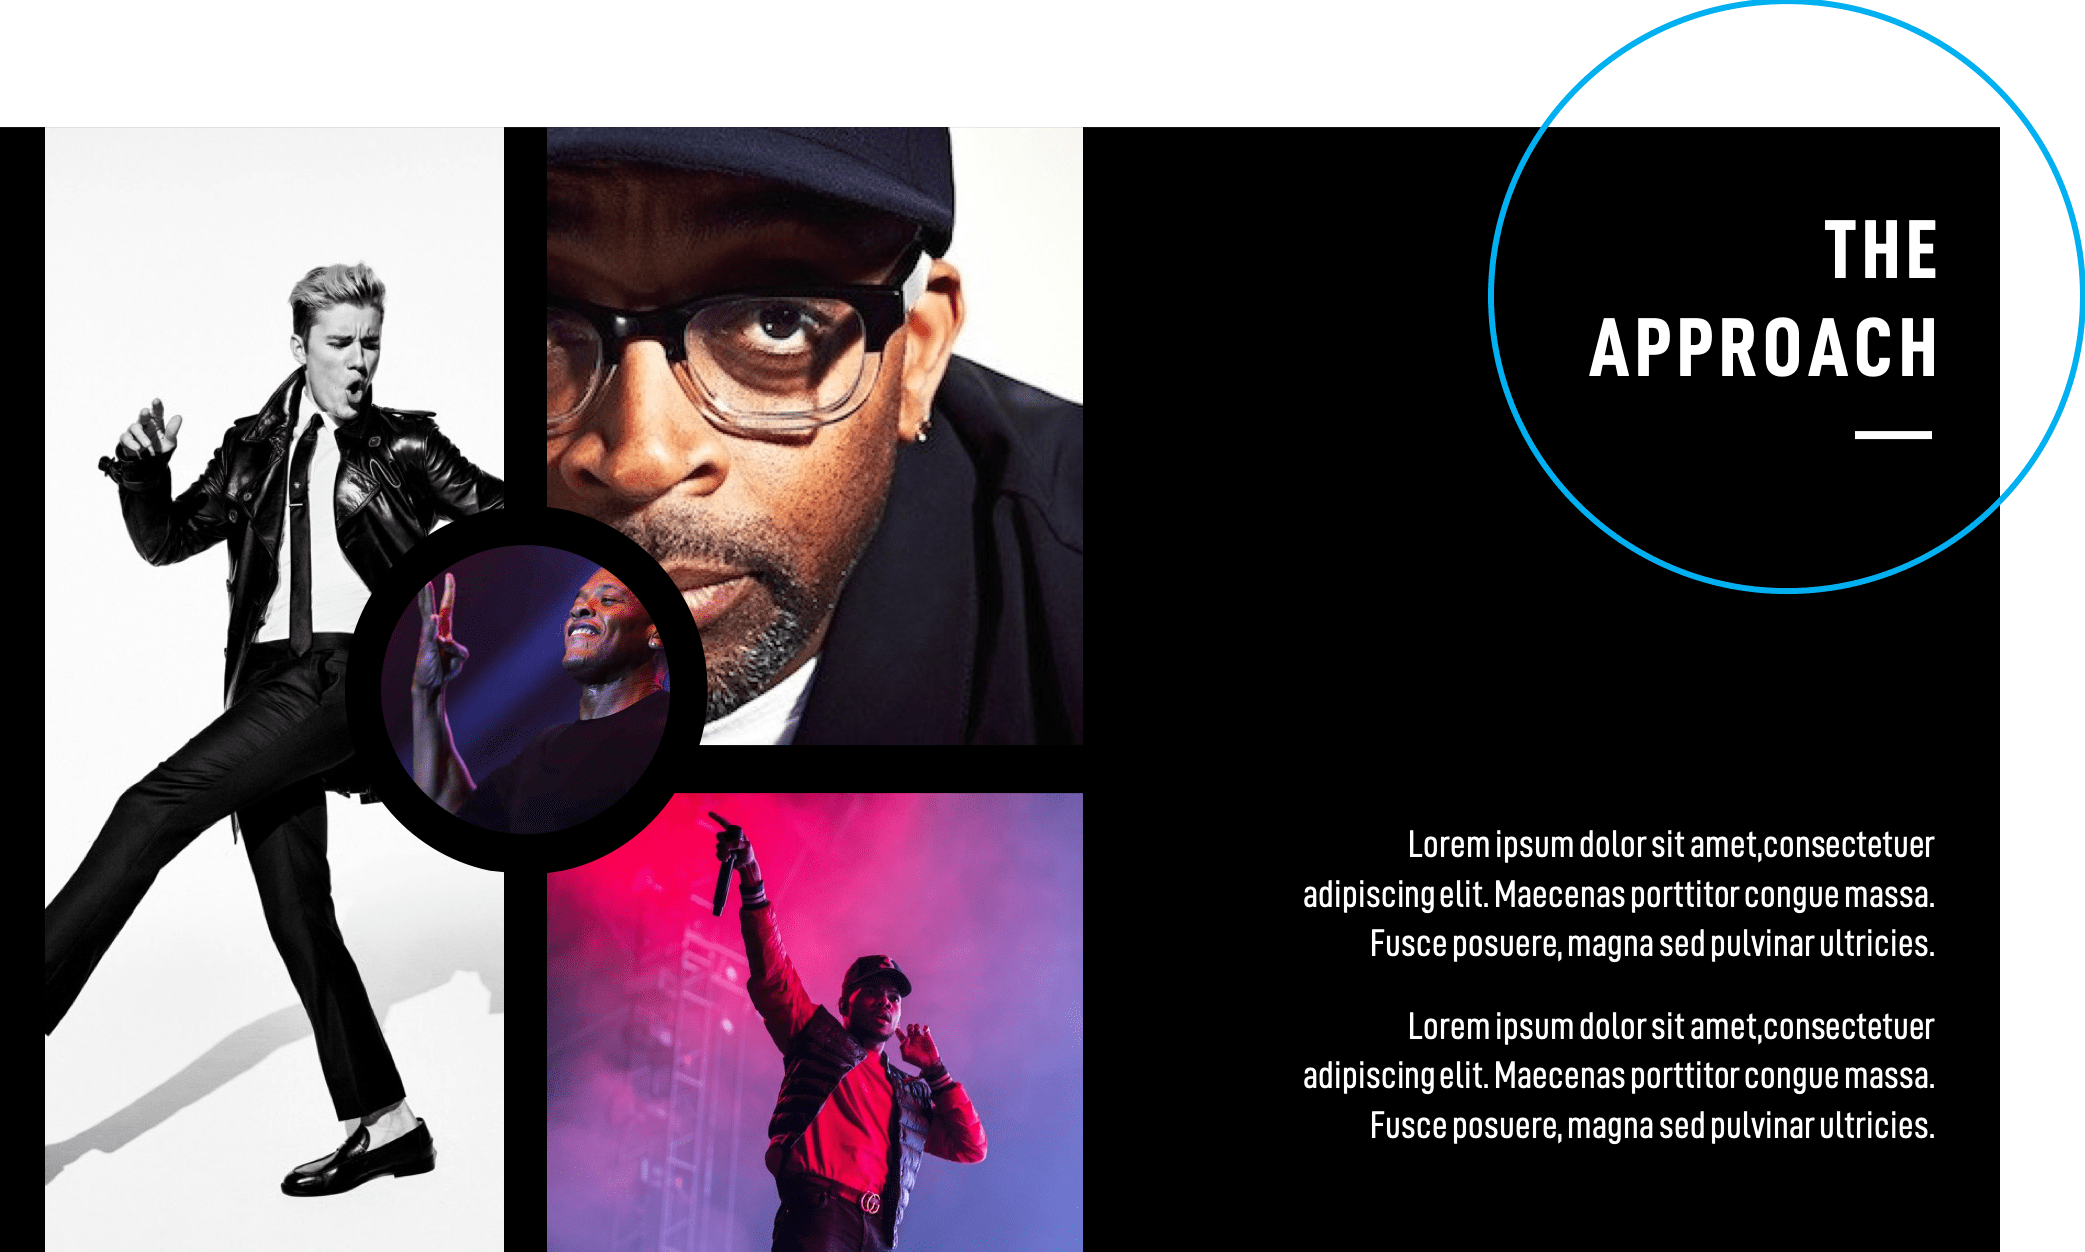 THE
APPROACH
Lorem ipsum dolor sit amet,consectetuer
adipiscing elit. Maecenas porttitor congue massa.
Fusce posuere, magna sed pulvinar ultricies.
Lorem ipsum dolor sit amet,consectetuer
adipiscing elit. Maecenas porttitor congue massa.
Fusce posuere, magna sed pulvinar ultricies.